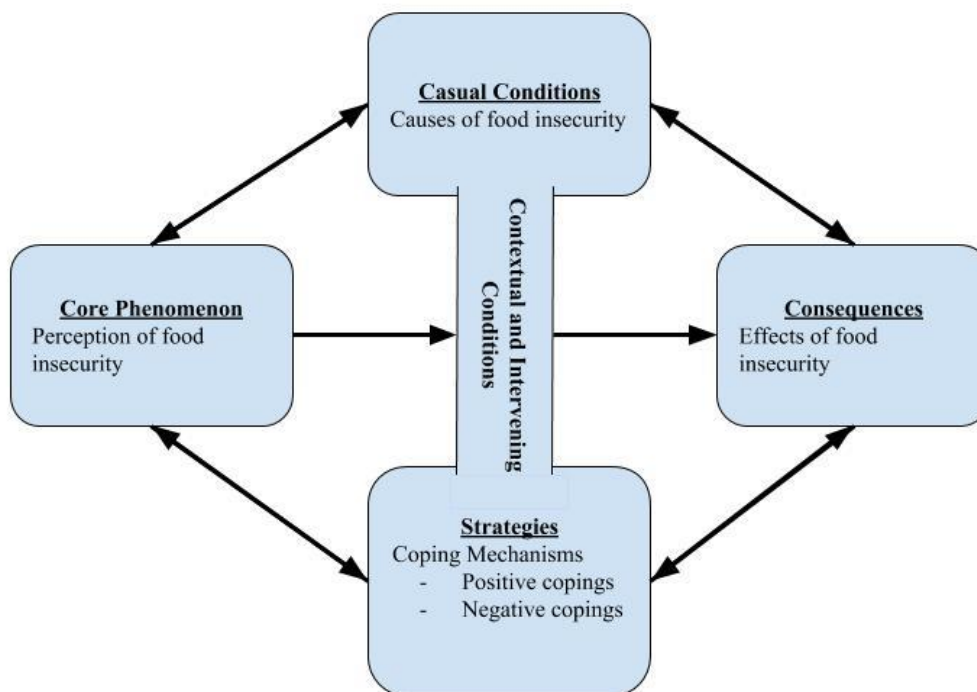 Casual Conditions
Causes of food insecurity
Contextual and Intervening
Conditions
Core Phenomenon
Perception of food
insecurity
Consequences
Effects of food
insecurity
Strategies
Coping Mechanisms
- Positive copings
- Negative copings